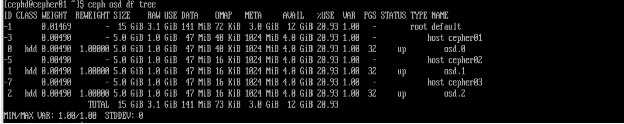 [cephd@cepher01 ~]$ ceph osd df tree
ID CLASS WEIGHT REWEIGHT SIZE RAW USE DATA OMAP META AVAIL %USE VAR PGS STATUS TYPE NAME
-1 0.01469 - 15 GiB 3.1 GiB 141 MiB 72 KiB 3.0 GiB 12 GiB 20.93 1.00 - root default
-3 0.00490 - 5.0 GiB 1.0 GiB 47 MiB 40 KiB 1024 MiB 4.0 GiB 20.93 1.00 - host cepher01
0 hdd 0.00490 1.00000 5.0 GiB 1.0 GiB 47 MiB 40 KiB 1024 MiB 4.0 GiB 20.93 1.00 32 up osd.0
-5 0.00490 - 5.0 GiB 1.0 GiB 47 MiB 16 KiB 1024 MiB 4.0 GiB 20.93 1.00 - host cepher02
1 hdd 0.00490 1.00000 5.0 GiB 1.0 GiB 47 MiB 16 KiB 1024 MiB 4.0 GiB 20.93 1.00 32 up osd.1
-7 0.00490 - 5.0 GiB 1.0 GiB 47 MiB 16 KiB 1024 MiB 4.0 GiB 20.93 1.00 - host cepher03
2 hdd 0.00490 1.00000 5.0 GiB 1.0 GiB 47 MiB 16 KiB 1024 MiB 4.0 GiB 20.93 1.00 32 up osd.2
TOTAL 15 GiB 3.1 GiB 141 MiB 73 KiB 3.0 GiB 12 GiB 20.93
MIN/MAX VAR: 1.00/1.00 STDDEV: 0